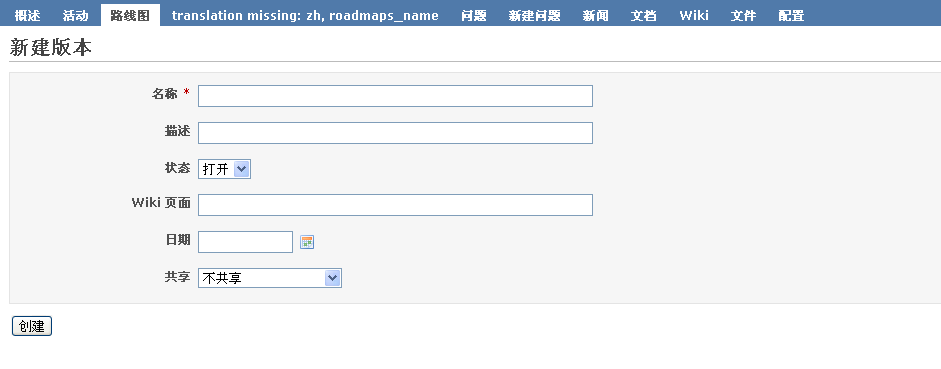 概述 活动 路线图 translation missing: zh, roadmaps_name 问题 新建问题 新闻 文档 Wiki 文件 配置
新建版本
名称 *
描述
状态 打开
Wiki 页面
日期
共享 不共享
创建